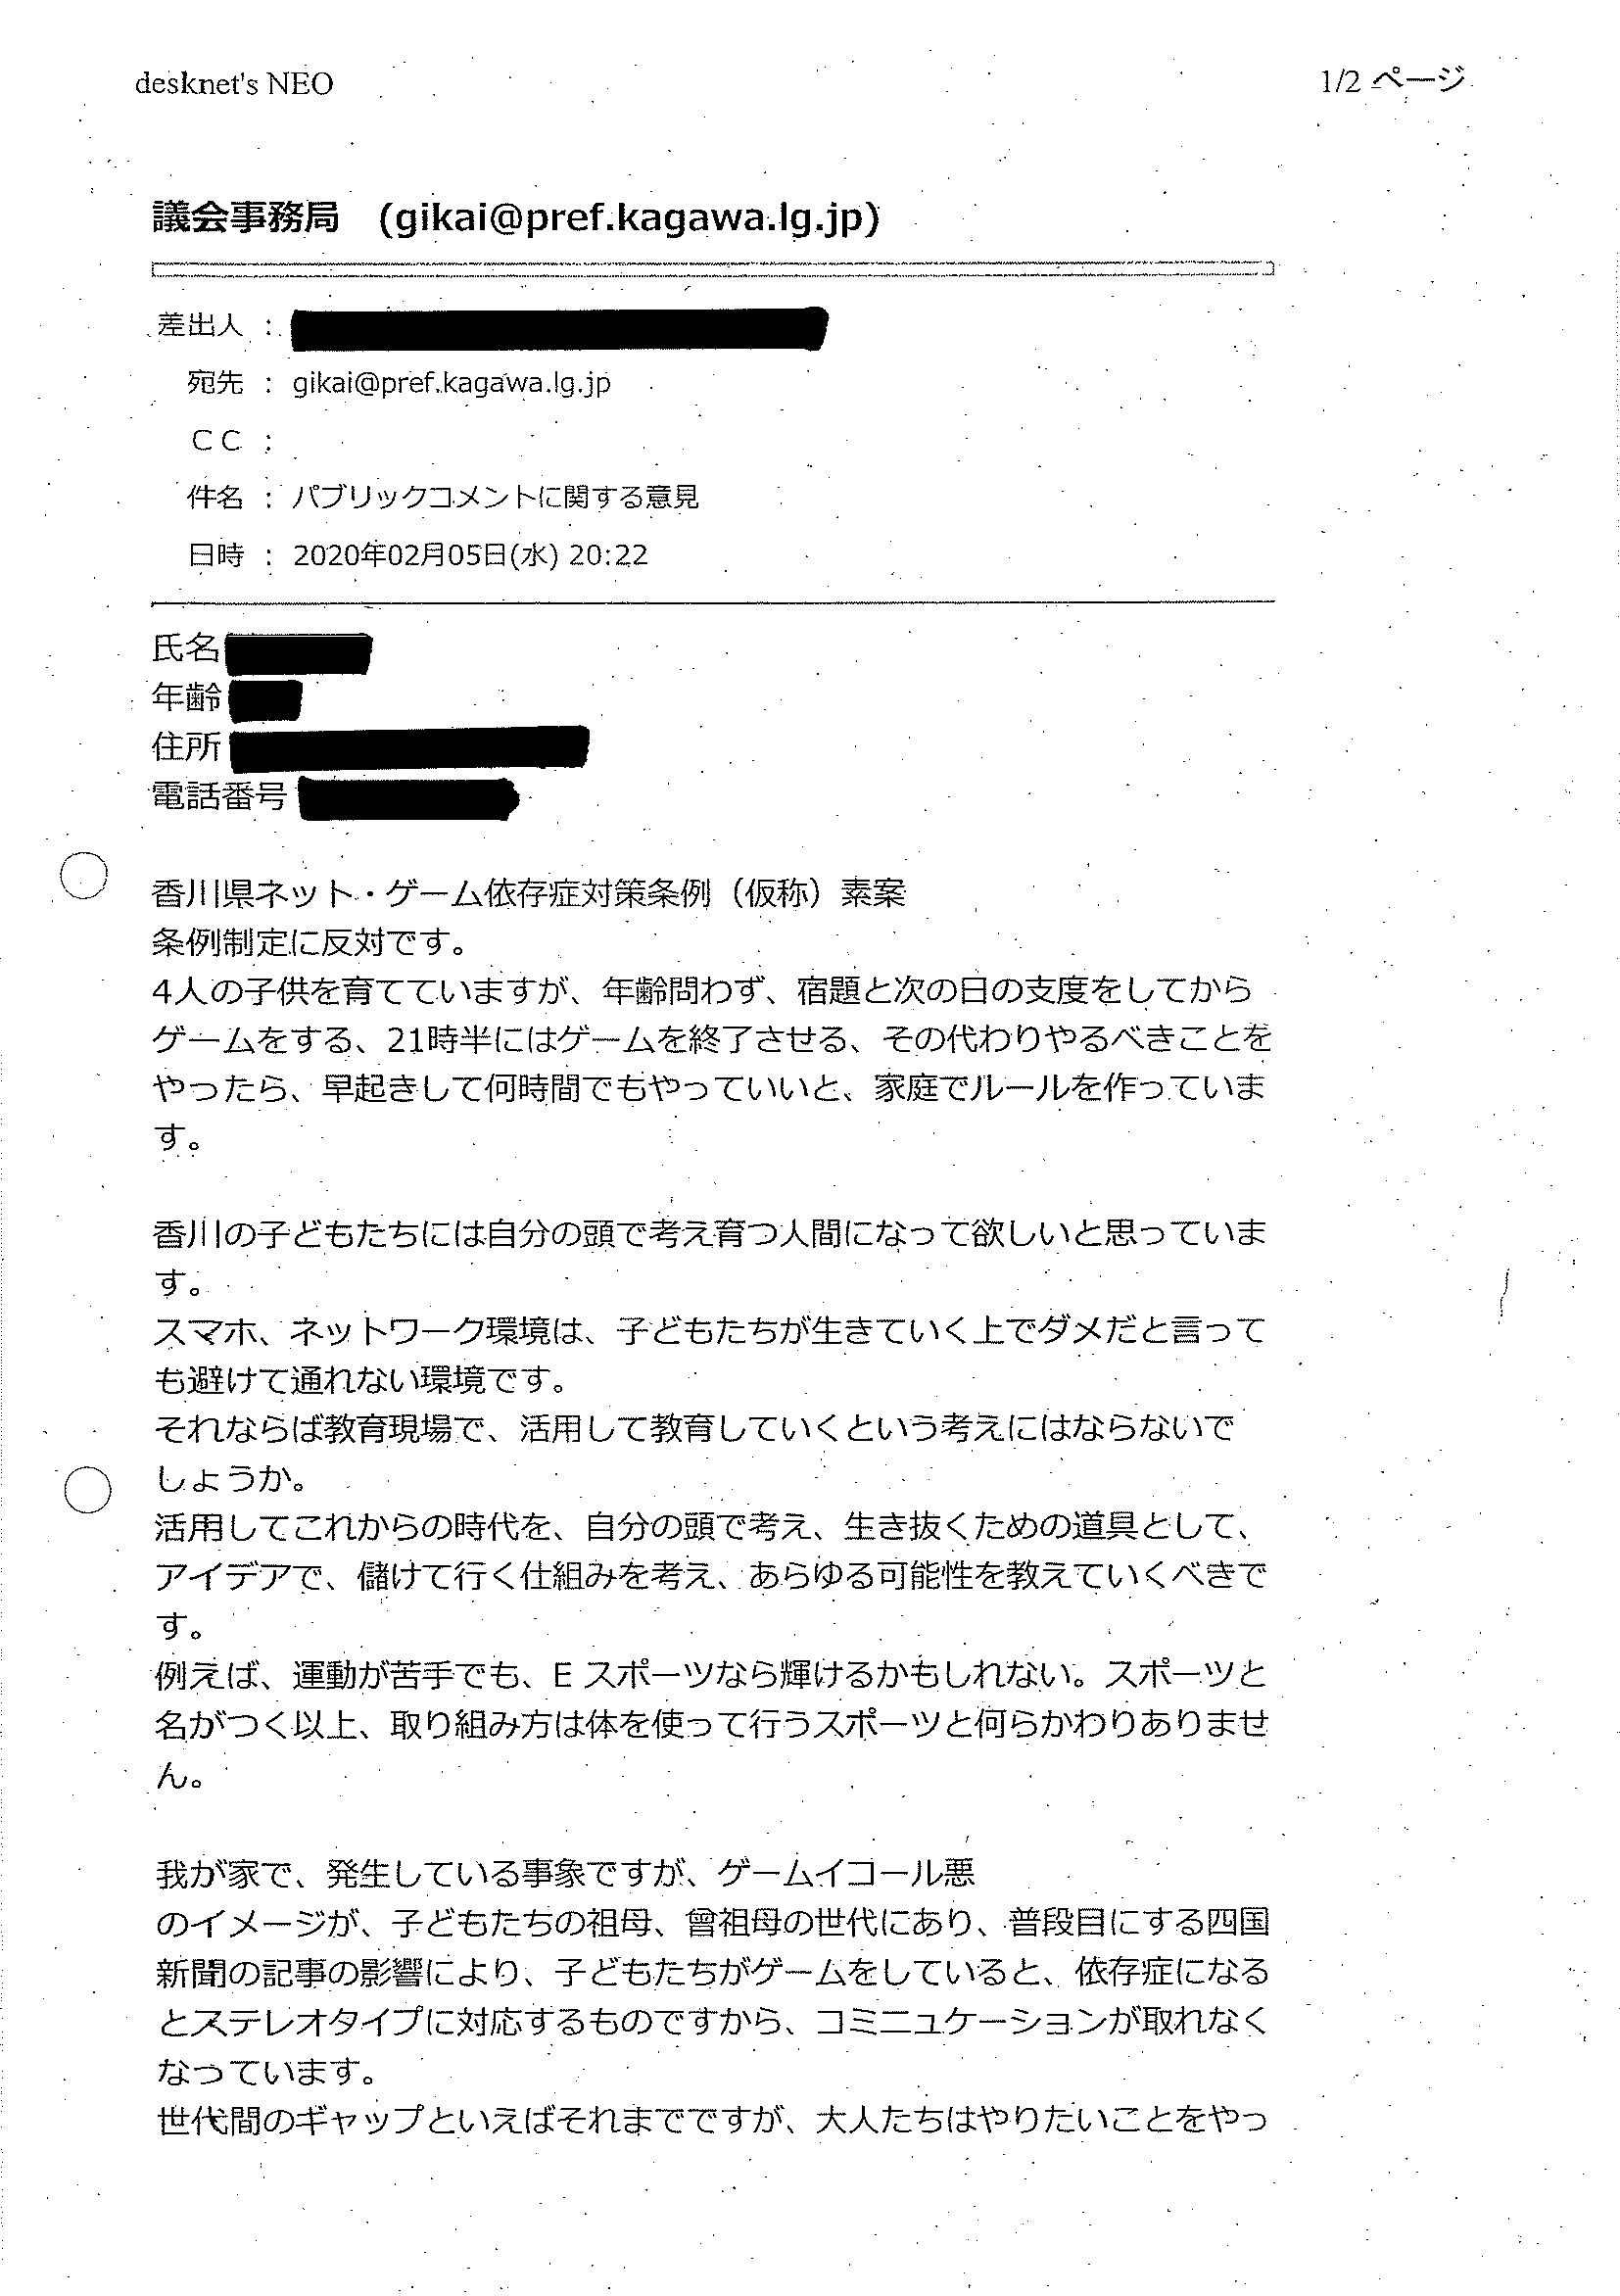 desknet's NEO
1/2 ページ
議会事務局　(gikai@pref.kagawa.lg.jp)
差出人 ：
宛先 ： gikai@pref.kagawa.lg.jp
ＣＣ ：
件名 ： パブリックコメントに関する意見
日時 ： 2020年02月05日(水) 20:22
氏名
年齢
住所
電話番号
香川県ネット・ゲーム依存症対策条例（仮称）素案
条例制定に反対です。
4人の子供を育てていますが、年齢問わず、宿題と次の日の支度をしてから
ゲームをする、21時半にはゲームを終了させる、その代わりやるべきことを
やったら、早起きして何時間でもやっていいと、家庭でルールを作っていま
す。
香川の子どもたちには自分の頭で考え育つ人間になって欲しいと思っていま
す。
スマホ、ネットワーク環境は、子どもたちが生きていく上でダメだと言って
も避けて通れない環境です。
それならば教育現場で、活用して教育していくという考えにはならないで
しょうか。
活用してこれからの時代を、自分の頭で考え、生き抜くための道具として、
アイデアで、儲けて行く仕組みを考え、あらゆる可能性を教えていくべきで
す。
例えば、運動が苦手でも、E スポーツなら輝けるかもしれない。スポーツと
名がつく以上、取り組み方は体を使って行うスポーツと何らかわりありませ
ん。
我が家で、発生している事象ですが、ゲームイコール悪
のイメージが、子どもたちの祖母、曾祖母の世代にあり、普段目にする四国
新聞の記事の影響により、子どもたちがゲームをしていると、依存症になる
とステレオタイプに対応するものですから、コミニュケーションが取れなく
なっています。
世代間のギャップといえばそれまでですが、大人たちはやりたいことをやっ